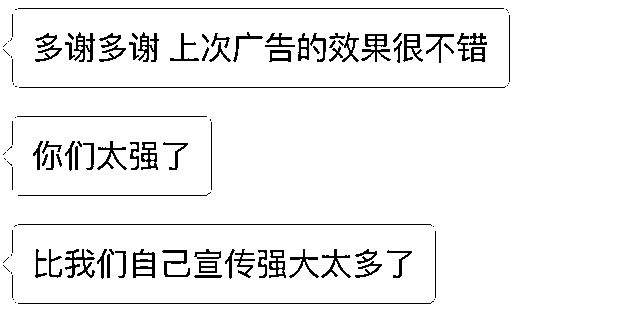 多谢多谢 上次广告的效果很不错
你们太强了
比我们自己宣传强大太多了